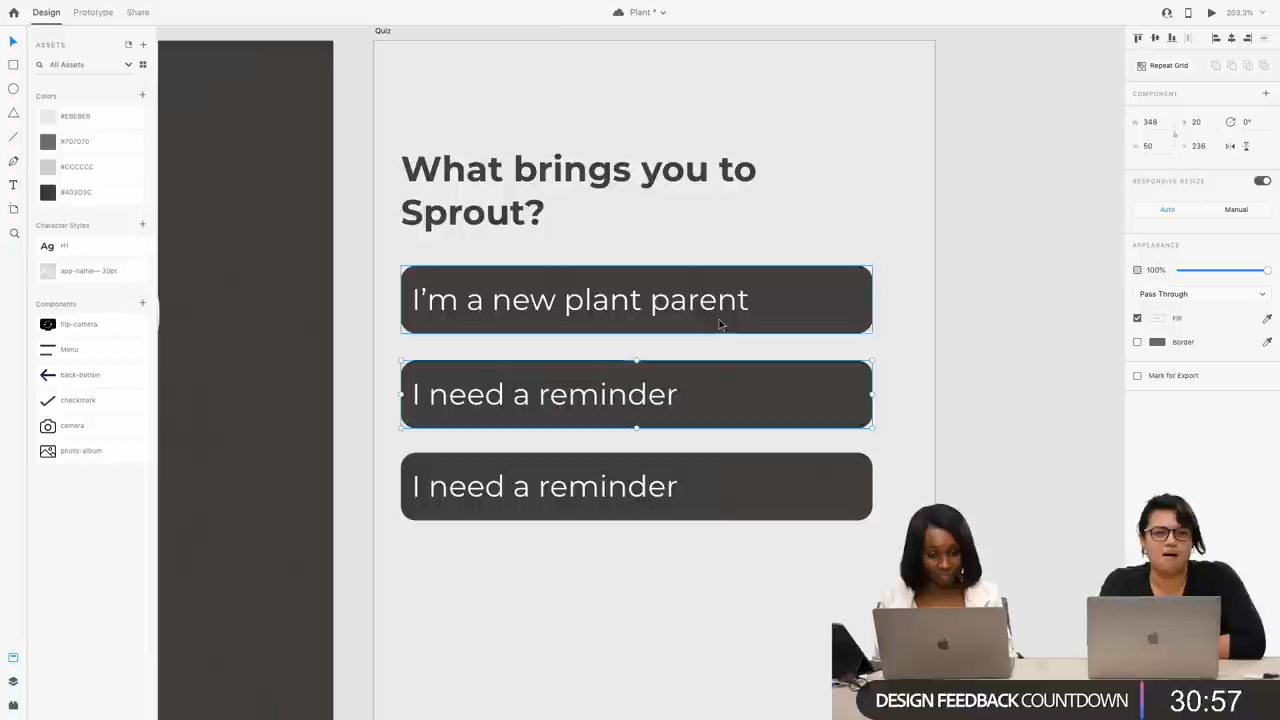 Design Prototype Share
Plant *
203.3%
ASSETS
All Assets
Colors
#EBEBEB
#707070
#CCCCCC
#403D3C
Character Styles
Ag H1
app-name— 30pt
Components
flip-camera
Menu
back-button
checkmark
camera
photo-album
Quiz
What brings you to
Sprout?
I’m a new plant parent
I need a reminder
I need a reminder
Repeat Grid
COMPONENT
W 348 X 20 0°
H 50 Y 236
RESPONSIVE RESIZE
Auto Manual
APPEARANCE
100%
Pass Through
Fill
Border
Mark for Export
DESIGN FEEDBACK COUNTDOWN 30:57